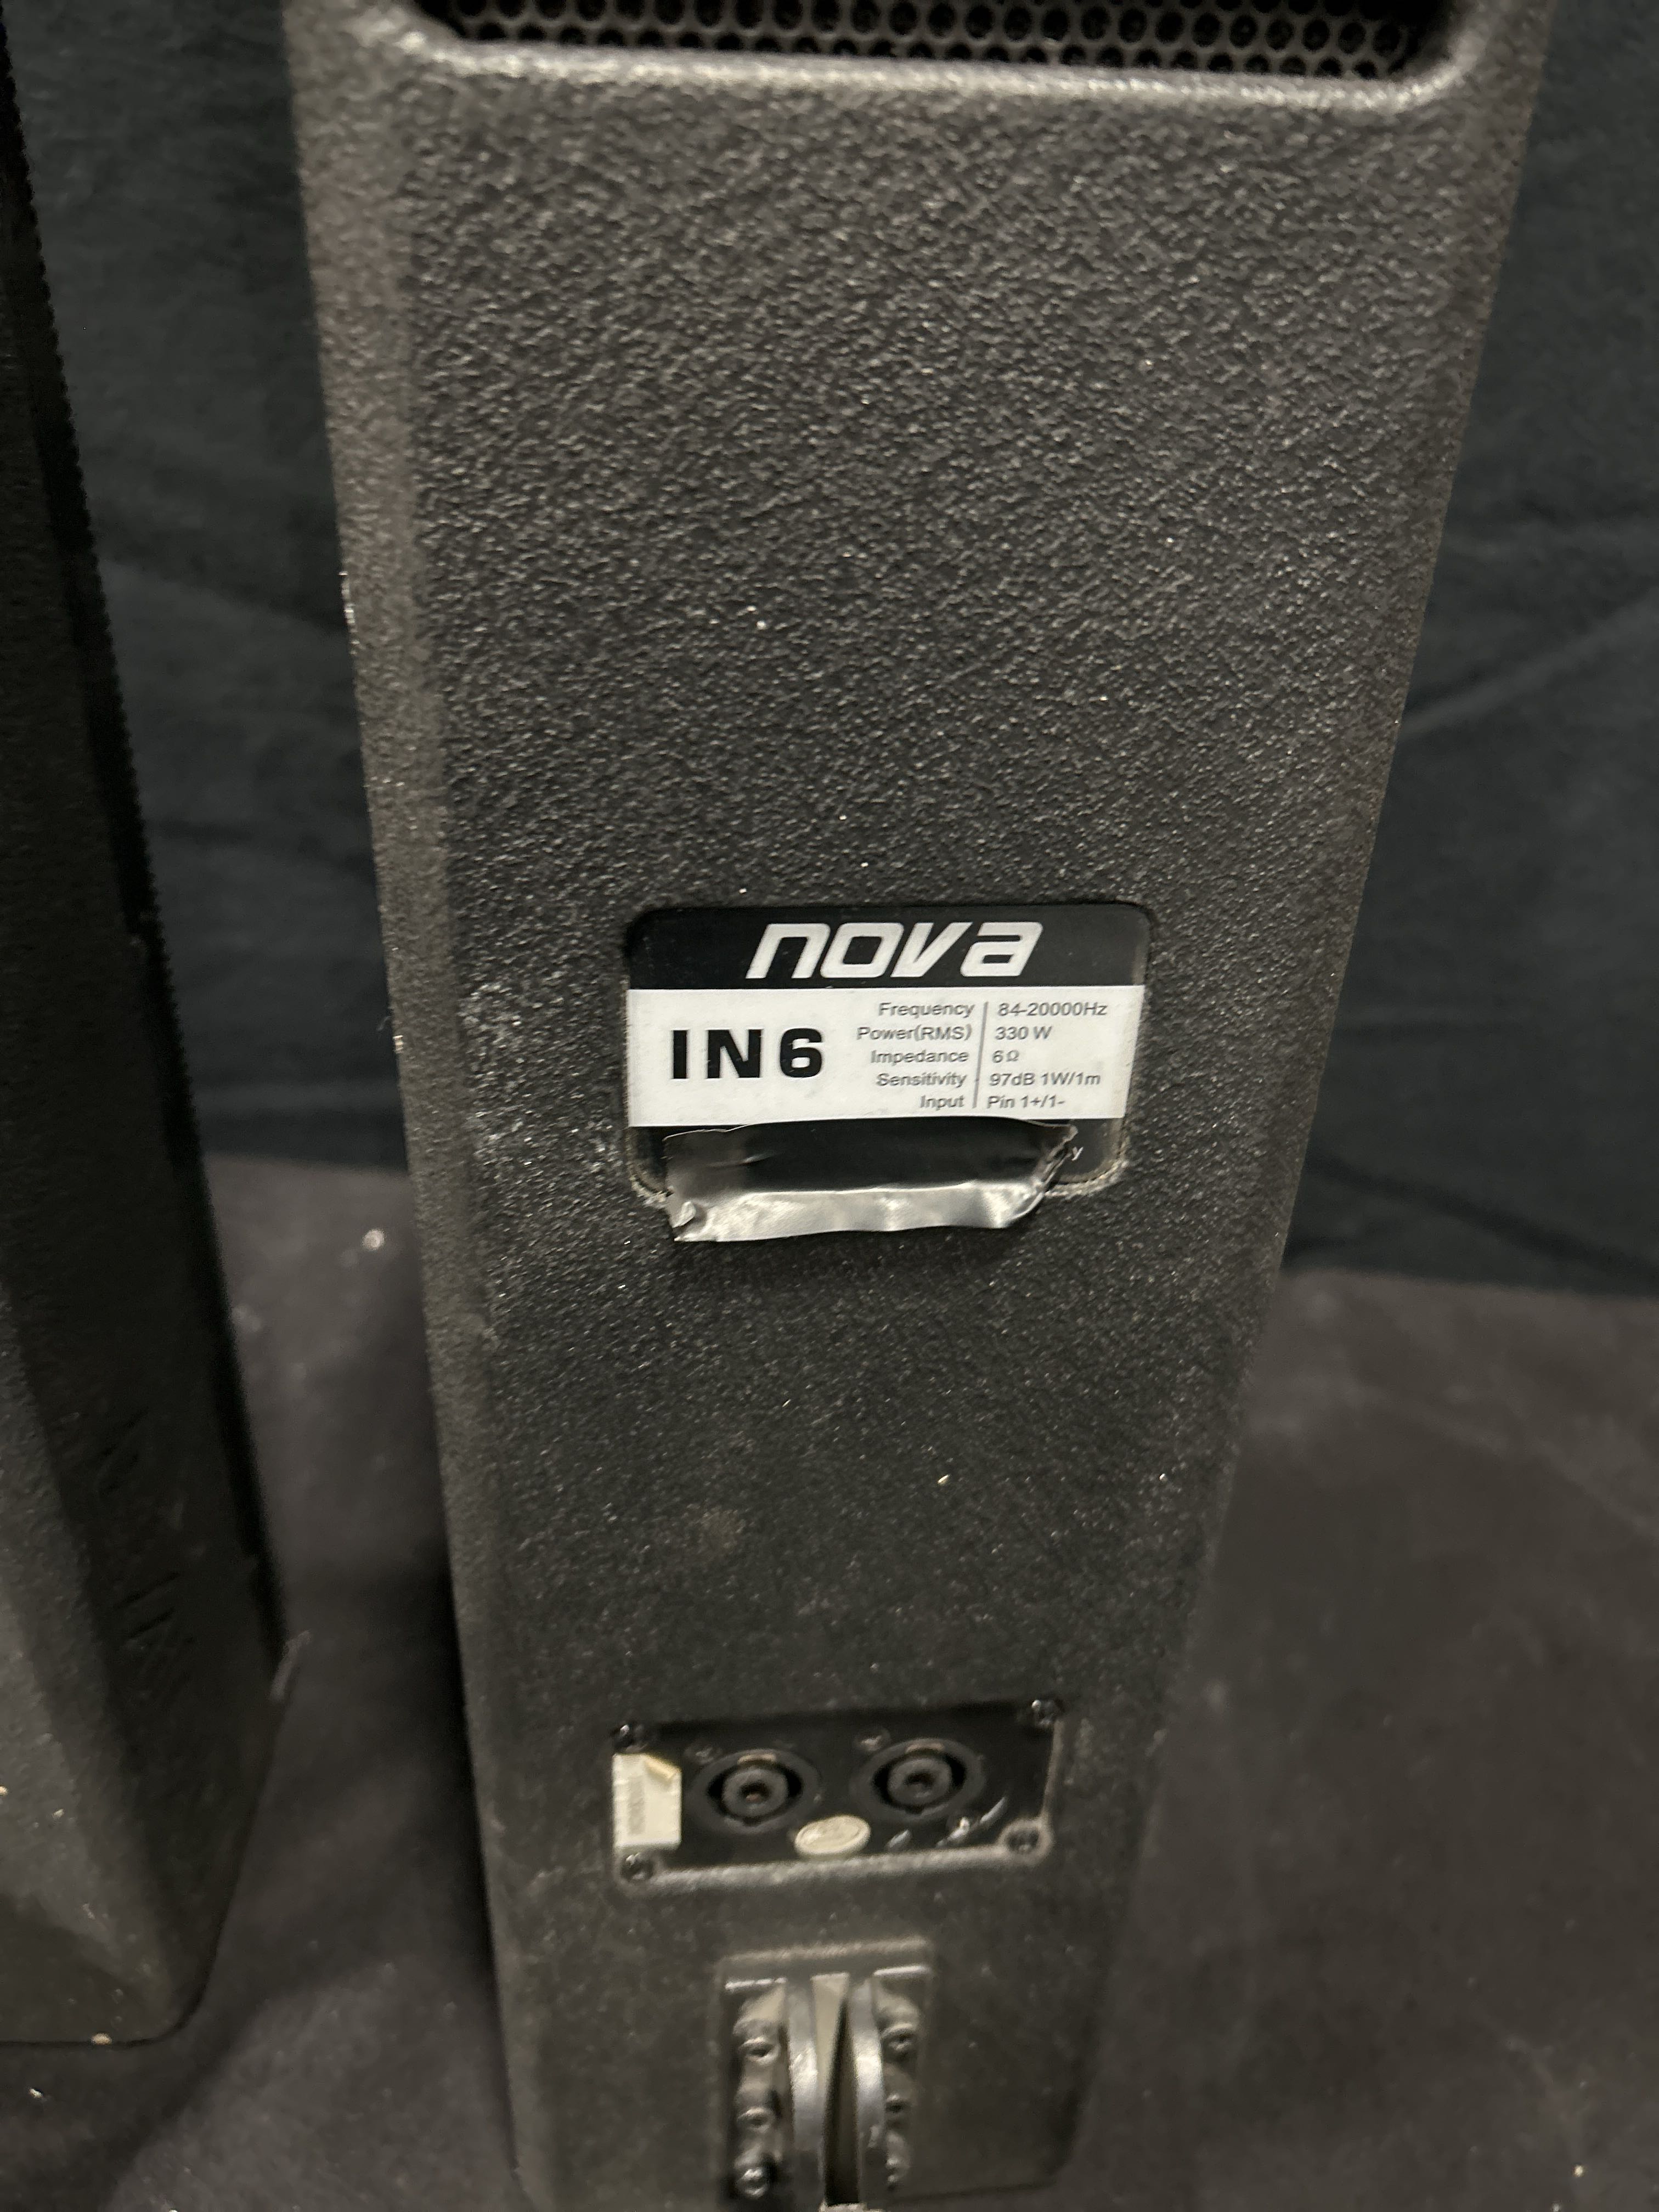 nova
IN6
Frequency 84-20000Hz
Power(RMS) 330 W
Impedance 6Ω
Sensitivity 97dB 1W/1m
Input Pin 1+/1-
y